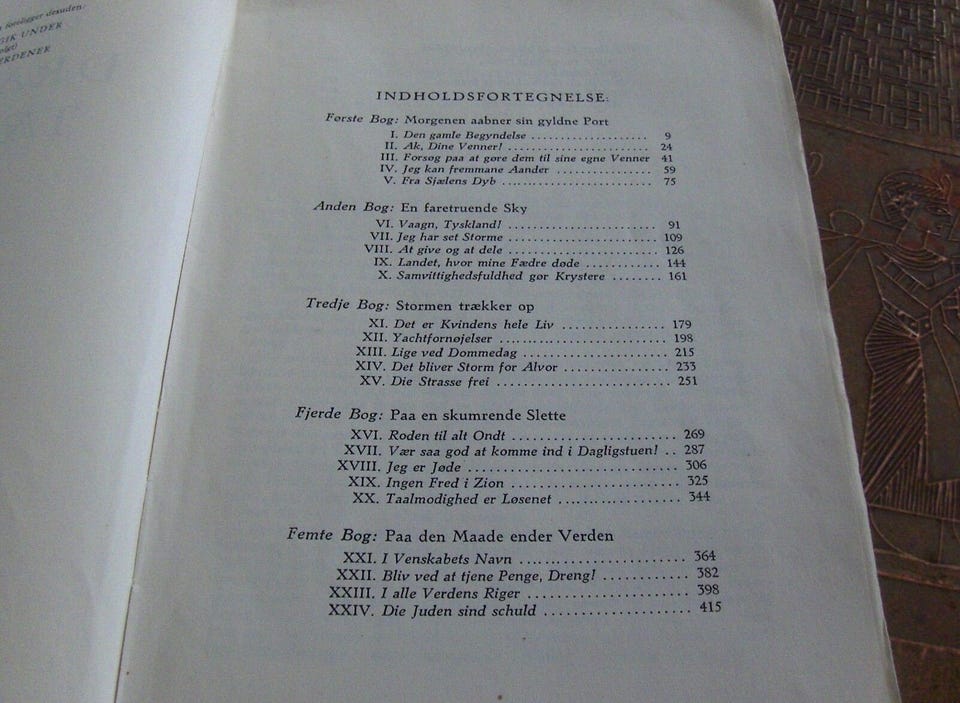 foreligger desuden:
GIK UNDER
ERDENER
INDHOLDSFORTEGNELSE:
Første Bog: Morgenen aabner sin gyldne Port
I. Den gamle Begyndelse .................... 9
II. Ak, Dine Venner! ........................ 24
III. Forsøg paa at gøre dem til sine egne Venner 41
IV. Jeg kan fremmane Aander ................ 59
V. Fra Sjælens Dyb .......................... 75
Anden Bog: En faretruende Sky
VI. Vaagn, Tyskland! ........................ 91
VII. Jeg har set Storme ........................ 109
VIII. At give og at dele ........................ 126
IX. Landet, hvor mine Fædre døde ............ 144
X. Samvittighedsfuldhed gør Krystere ........ 161
Tredje Bog: Stormen trækker op
XI. Det er Kvindens hele Liv ................ 179
XII. Yachtfornøjelser .......................... 198
XIII. Lige ved Dommedag ...................... 215
XIV. Det bliver Storm for Alvor ................ 233
XV. Die Strasse frei .......................... 251
Fjerde Bog: Paa en skumrende Slette
XVI. Roden til alt Ondt ........................ 269
XVII. Vær saa god at komme ind i Dagligstuen! .. 287
XVIII. Jeg er Jøde .............................. 306
XIX. Ingen Fred i Zion ........................ 325
XX. Taalmodighed er Løsenet .................. 344
Femte Bog: Paa den Maade ender Verden
XXI. I Venskabets Navn ...................... 364
XXII. Bliv ved at tjene Penge, Dreng! ............ 382
XXIII. I alle Verdens Riger ...................... 398
XXIV. Die Juden sind schuld .................... 415